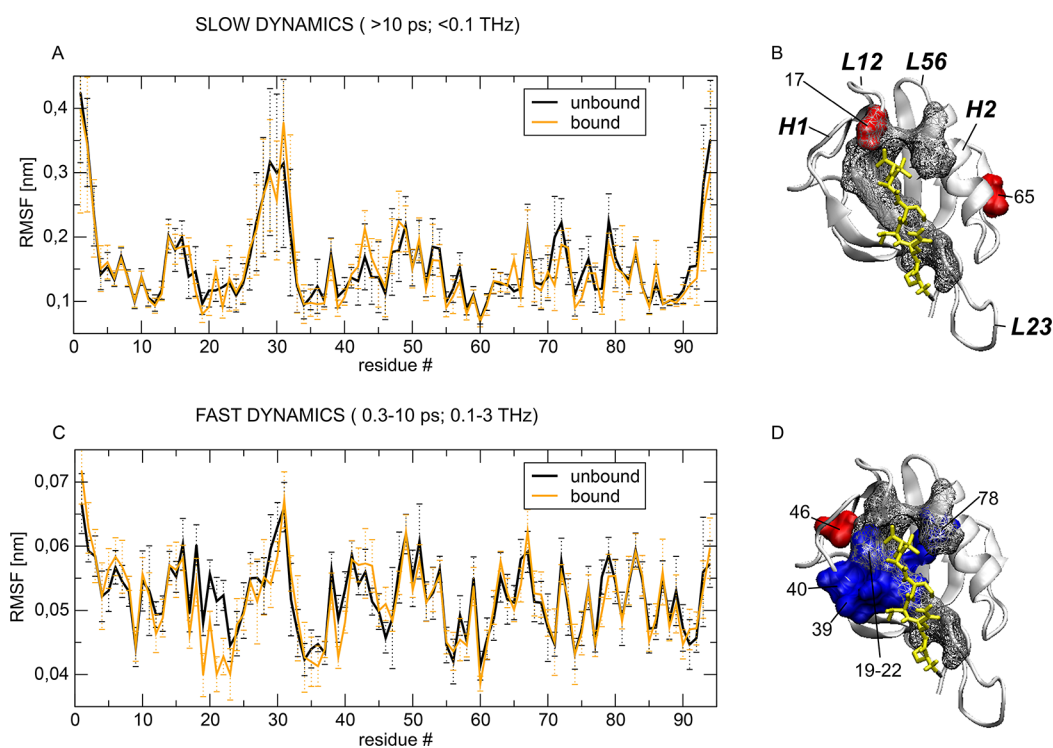 SLOW DYNAMICS ( >10 ps; <0.1 THz)
A
RMSF [nm]
0,4
0,3
0,2
0,1
unbound
bound
0 10 20 30 40 50 60 70 80 90
residue #
B
L12
L56
17
H1
H2
65
L23
FAST DYNAMICS ( 0.3-10 ps; 0.1-3 THz)
C
RMSF [nm]
0,07
0,06
0,05
0,04
unbound
bound
0 10 20 30 40 50 60 70 80 90
residue #
D
46
78
40
39
19-22